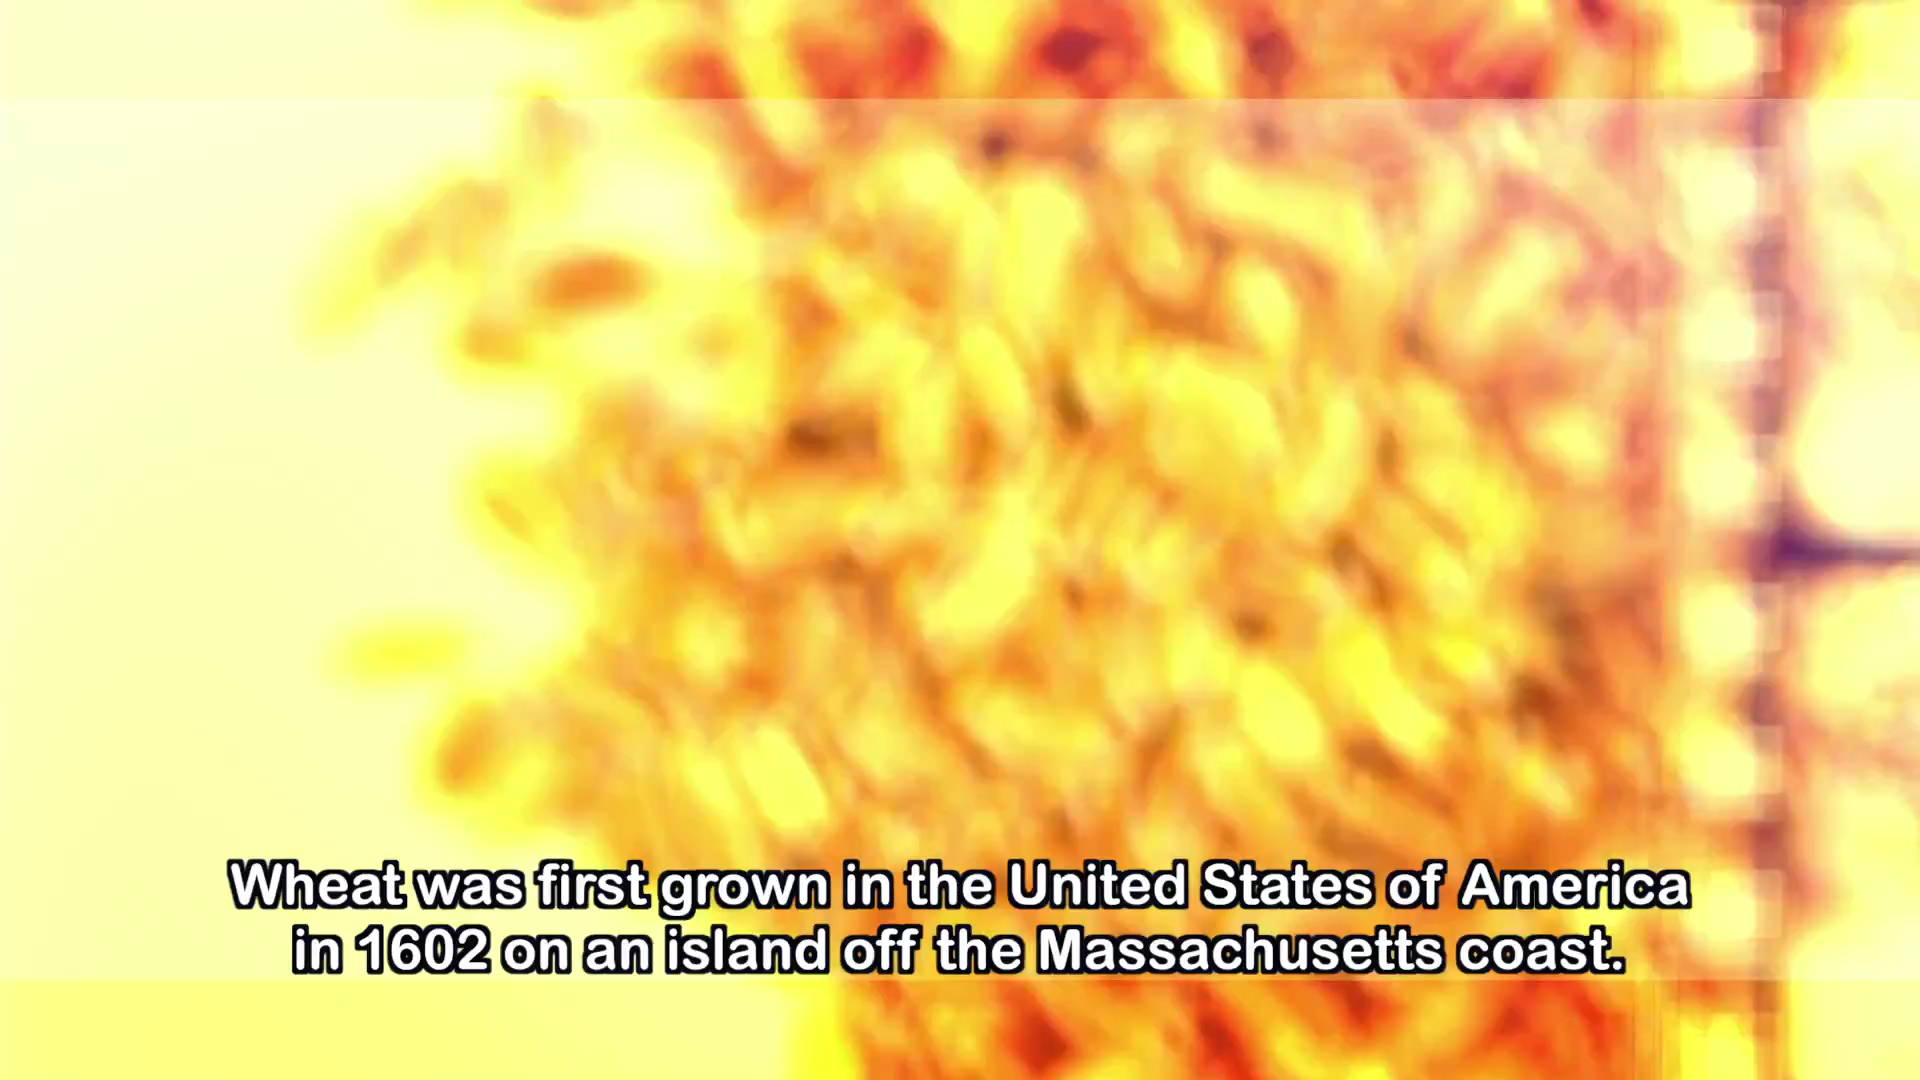 Wheat was first grown in the United States of America
in 1602 on an island off the Massachusetts coast.